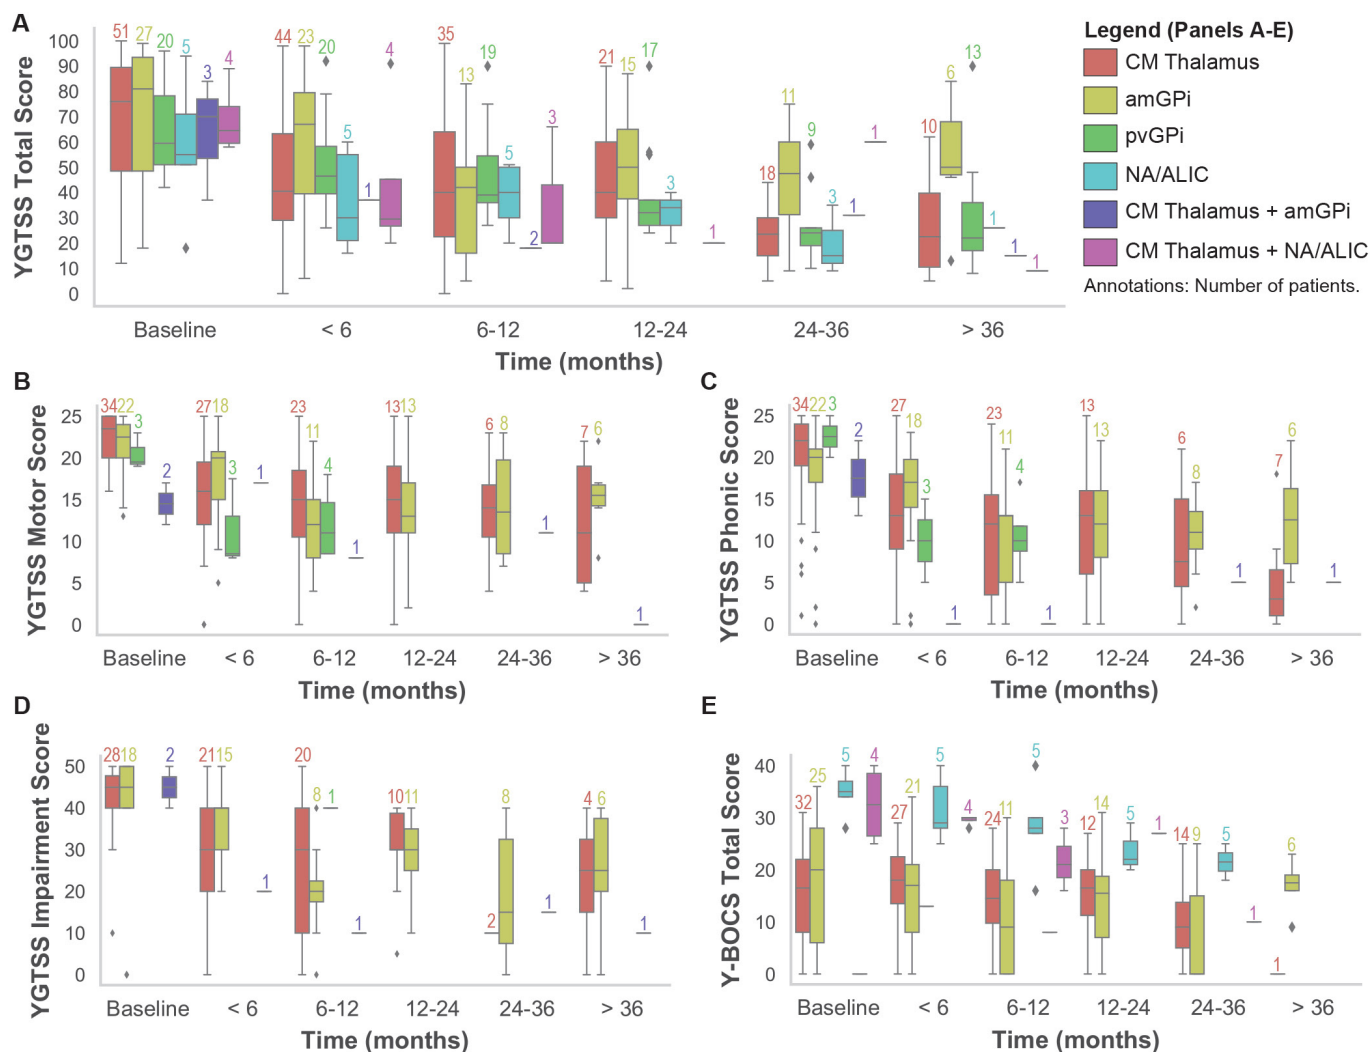 A
YGTSS Total Score
100
90
80
70
60
50
40
30
20
10
0
51 27 20 5 3 4
44 23 20 5 1 4
35 13 19 5 2 3
21 15 17 3 1
18 11 9 3 1 1
10 6 13 1 1 1
Baseline < 6 6-12 12-24 24-36 > 36
Time (months)
Legend (Panels A-E)
CM Thalamus
amGPi
pvGPi
NA/ALIC
CM Thalamus + amGPi
CM Thalamus + NA/ALIC
Annotations: Number of patients.
B
YGTSS Motor Score
25
20
15
10
5
0
34 22 3 2
27 18 3 1
23 11 4 1
13 13
6 8 1
7 6 1
Baseline < 6 6-12 12-24 24-36 > 36
Time (months)
C
YGTSS Phonic Score
25
20
15
10
5
0
34 22 3 2
27 18 3 1
23 11 4 1
13 13
6 8 1
7 6 1
Baseline < 6 6-12 12-24 24-36 > 36
Time (months)
D
YGTSS Impairment Score
50
40
30
20
10
0
28 18 2
21 15 1
20 8 1 1
10 11
2 8 1
4 6 1
Baseline < 6 6-12 12-24 24-36 > 36
Time (months)
E
Y-BOCS Total Score
40
30
20
10
0
32 25 5 4
27 21 5 4
24 11 5 3
12 14 5 1
14 9 5 1
1 6
Baseline < 6 6-12 12-24 24-36 > 36
Time (months)